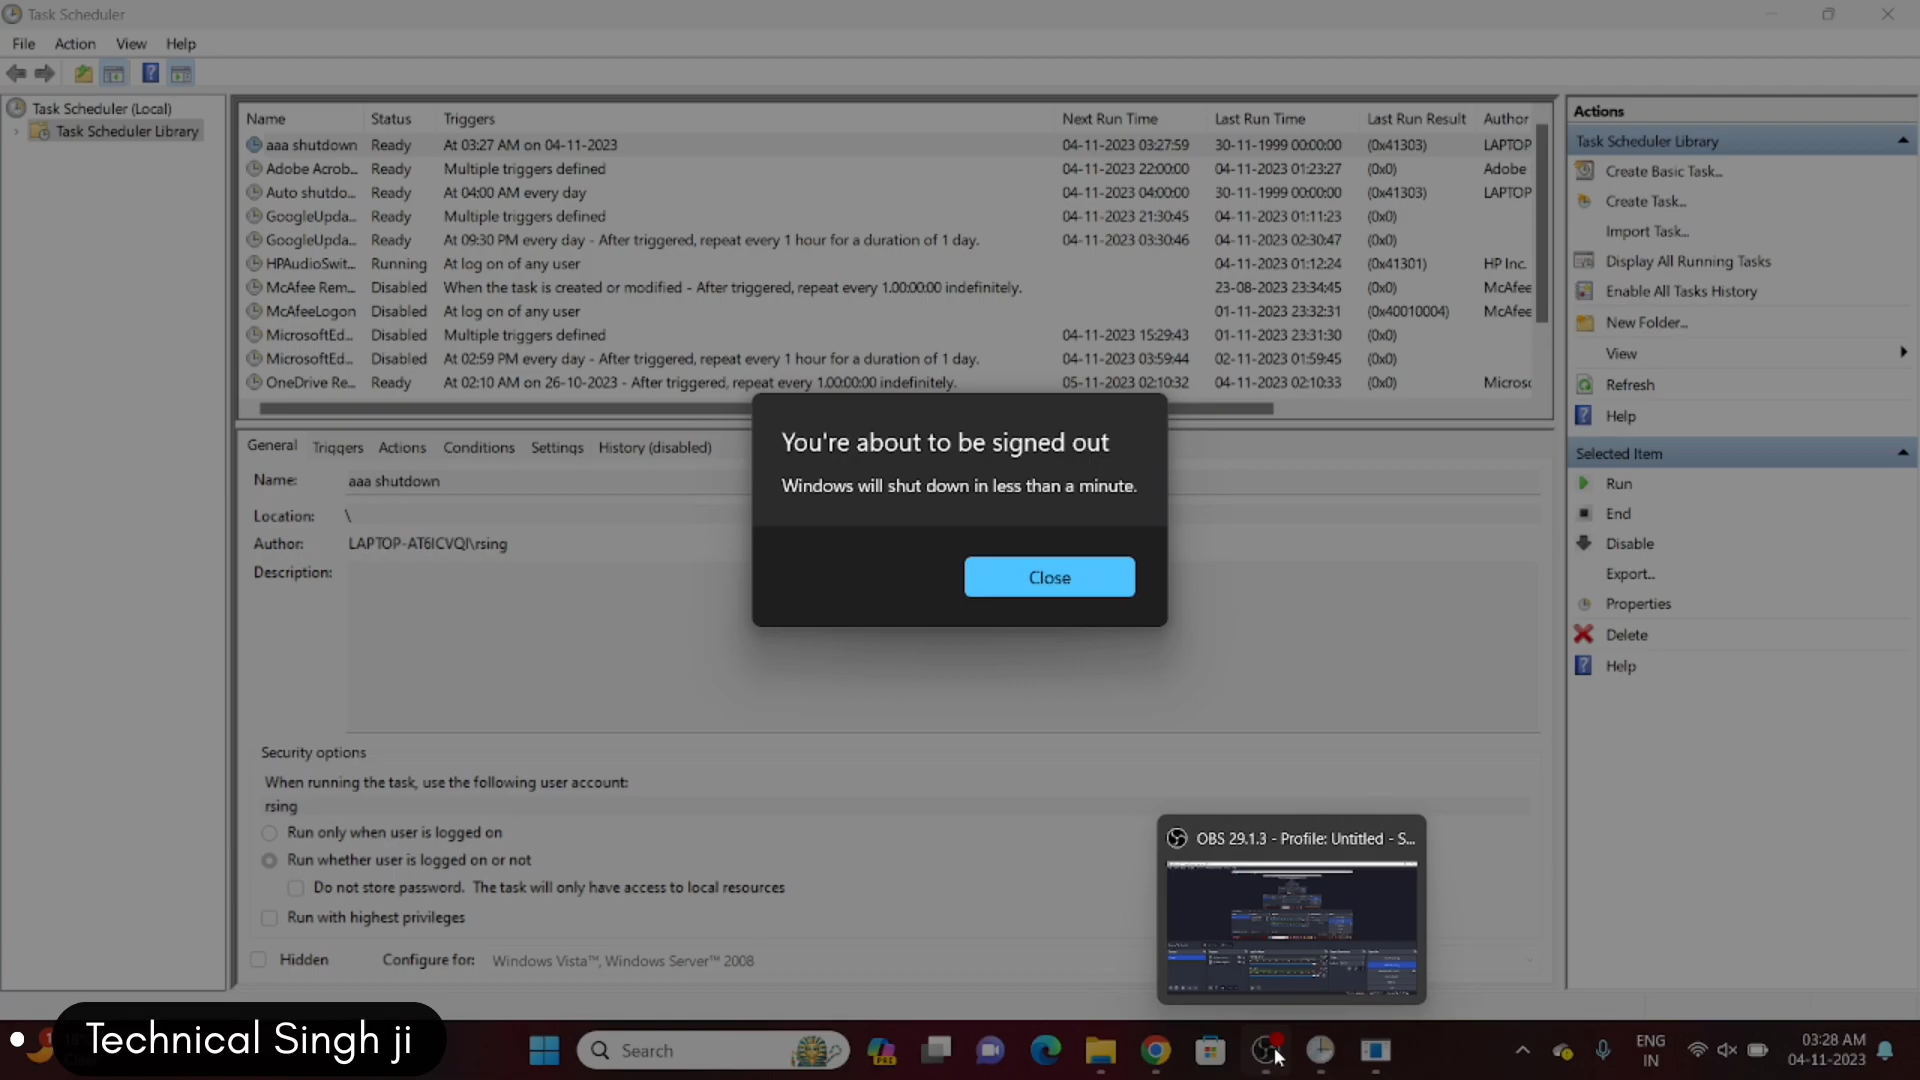 Task Scheduler
File Action View Help
Task Scheduler (Local)
Task Scheduler Library
Name Status Triggers Next Run Time Last Run Time Last Run Result Author
aaa shutdown Ready At 03:27 AM on 04-11-2023 04-11-2023 03:27:59 30-11-1999 00:00:00 (0x41303) LAPTOP
Adobe Acrob... Ready Multiple triggers defined 04-11-2023 22:00:00 04-11-2023 01:23:27 (0x0) Adobe
Auto shutdo... Ready At 04:00 AM every day 04-11-2023 04:00:00 30-11-1999 00:00:00 (0x41303) LAPTOP
GoogleUpda... Ready Multiple triggers defined 04-11-2023 21:30:45 04-11-2023 01:11:23 (0x0)
GoogleUpda... Ready At 09:30 PM every day - After triggered, repeat every 1 hour for a duration of 1 day. 04-11-2023 03:30:46 04-11-2023 02:30:47 (0x0)
HPAudioSwit... Running At log on of any user 04-11-2023 01:12:24 (0x41301) HP Inc.
McAfee Rem... Disabled When the task is created or modified - After triggered, repeat every 1.00:00:00 indefinitely. 23-08-2023 23:34:45 (0x0) McAfee
McAfeeLogon Disabled At log on of any user 01-11-2023 23:32:31 (0x40010004) McAfee
MicrosoftEd... Disabled Multiple triggers defined 04-11-2023 15:29:43 01-11-2023 23:31:30 (0x0)
MicrosoftEd... Disabled At 02:59 PM every day - After triggered, repeat every 1 hour for a duration of 1 day. 04-11-2023 03:59:44 02-11-2023 01:59:45 (0x0)
OneDrive Re... Ready At 02:10 AM on 26-10-2023 - After triggered, repeat every 1.00:00:00 indefinitely. 05-11-2023 02:10:32 04-11-2023 02:10:33 (0x0) Microso
General Triggers Actions Conditions Settings History (disabled)
Name: aaa shutdown
Location: \
Author: LAPTOP-AT6ICVQI\rsing
Description:
Security options
When running the task, use the following user account:
rsing
Run only when user is logged on
Run whether user is logged on or not
Do not store password. The task will only have access to local resources
Run with highest privileges
Hidden Configure for: Windows Vista™, Windows Server™ 2008
You're about to be signed out
Windows will shut down in less than a minute.
Close
Actions
Task Scheduler Library
Create Basic Task...
Create Task...
Import Task...
Display All Running Tasks
Enable All Tasks History
New Folder...
View
Refresh
Help
Selected Item
Run
End
Disable
Export...
Properties
Delete
Help
OBS 29.1.3 - Profile: Untitled - S...
Technical Singh ji
Search
PRE
ENG
IN
03:28 AM
04-11-2023